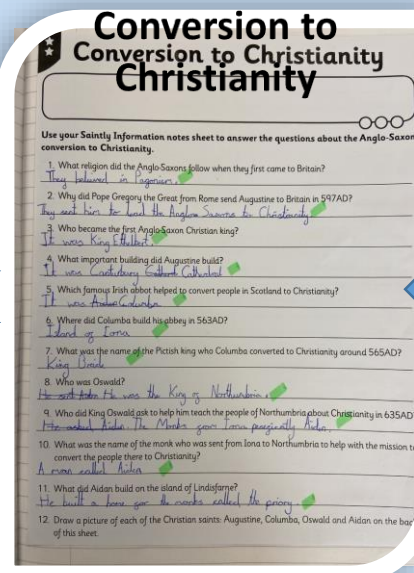 Conversion to
Conversion to Christianity
Christianity
Use your Saintly Information notes sheet to answer the questions about the Anglo-Saxon
conversion to Christianity.
1. What religion did the Anglo-Saxons follow when they first came to Britain?
They believed in Paganism.
2. Why did Pope Gregory the Great from Rome send Augustine to Britain in 597AD?
They sent him to lead the Anglow Saxons to Christianity
3. Who became the first Anglo-Saxon Christian king?
It was King Ethelbert.
4. What important building did Augustine build?
It was Canterbury Cathedral
5. Which famous Irish abbot helped to convert people in Scotland to Christianity?
It was Columba
6. Where did Columba build his abbey in 563AD?
Island of Iona
7. What was the name of the Pictish king who Columba converted to Christianity around 565AD?
King Bride
8. Who was Oswald?
He was the King of Northumbria.
9. Who did King Oswald ask to help him teach the people of Northumbria about Christianity in 635AD
The Monks from Iona Aidan.
10. What was the name of the monk who was sent from Iona to Northumbria to help with the mission to
convert the people there to Christianity?
A man called Aidan
11. What did Aidan build on the island of Lindisfarne?
He built a home for the monks called the priory.
12. Draw a picture of each of the Christian saints: Augustine, Columba, Oswald and Aidan on the bac
of this sheet.